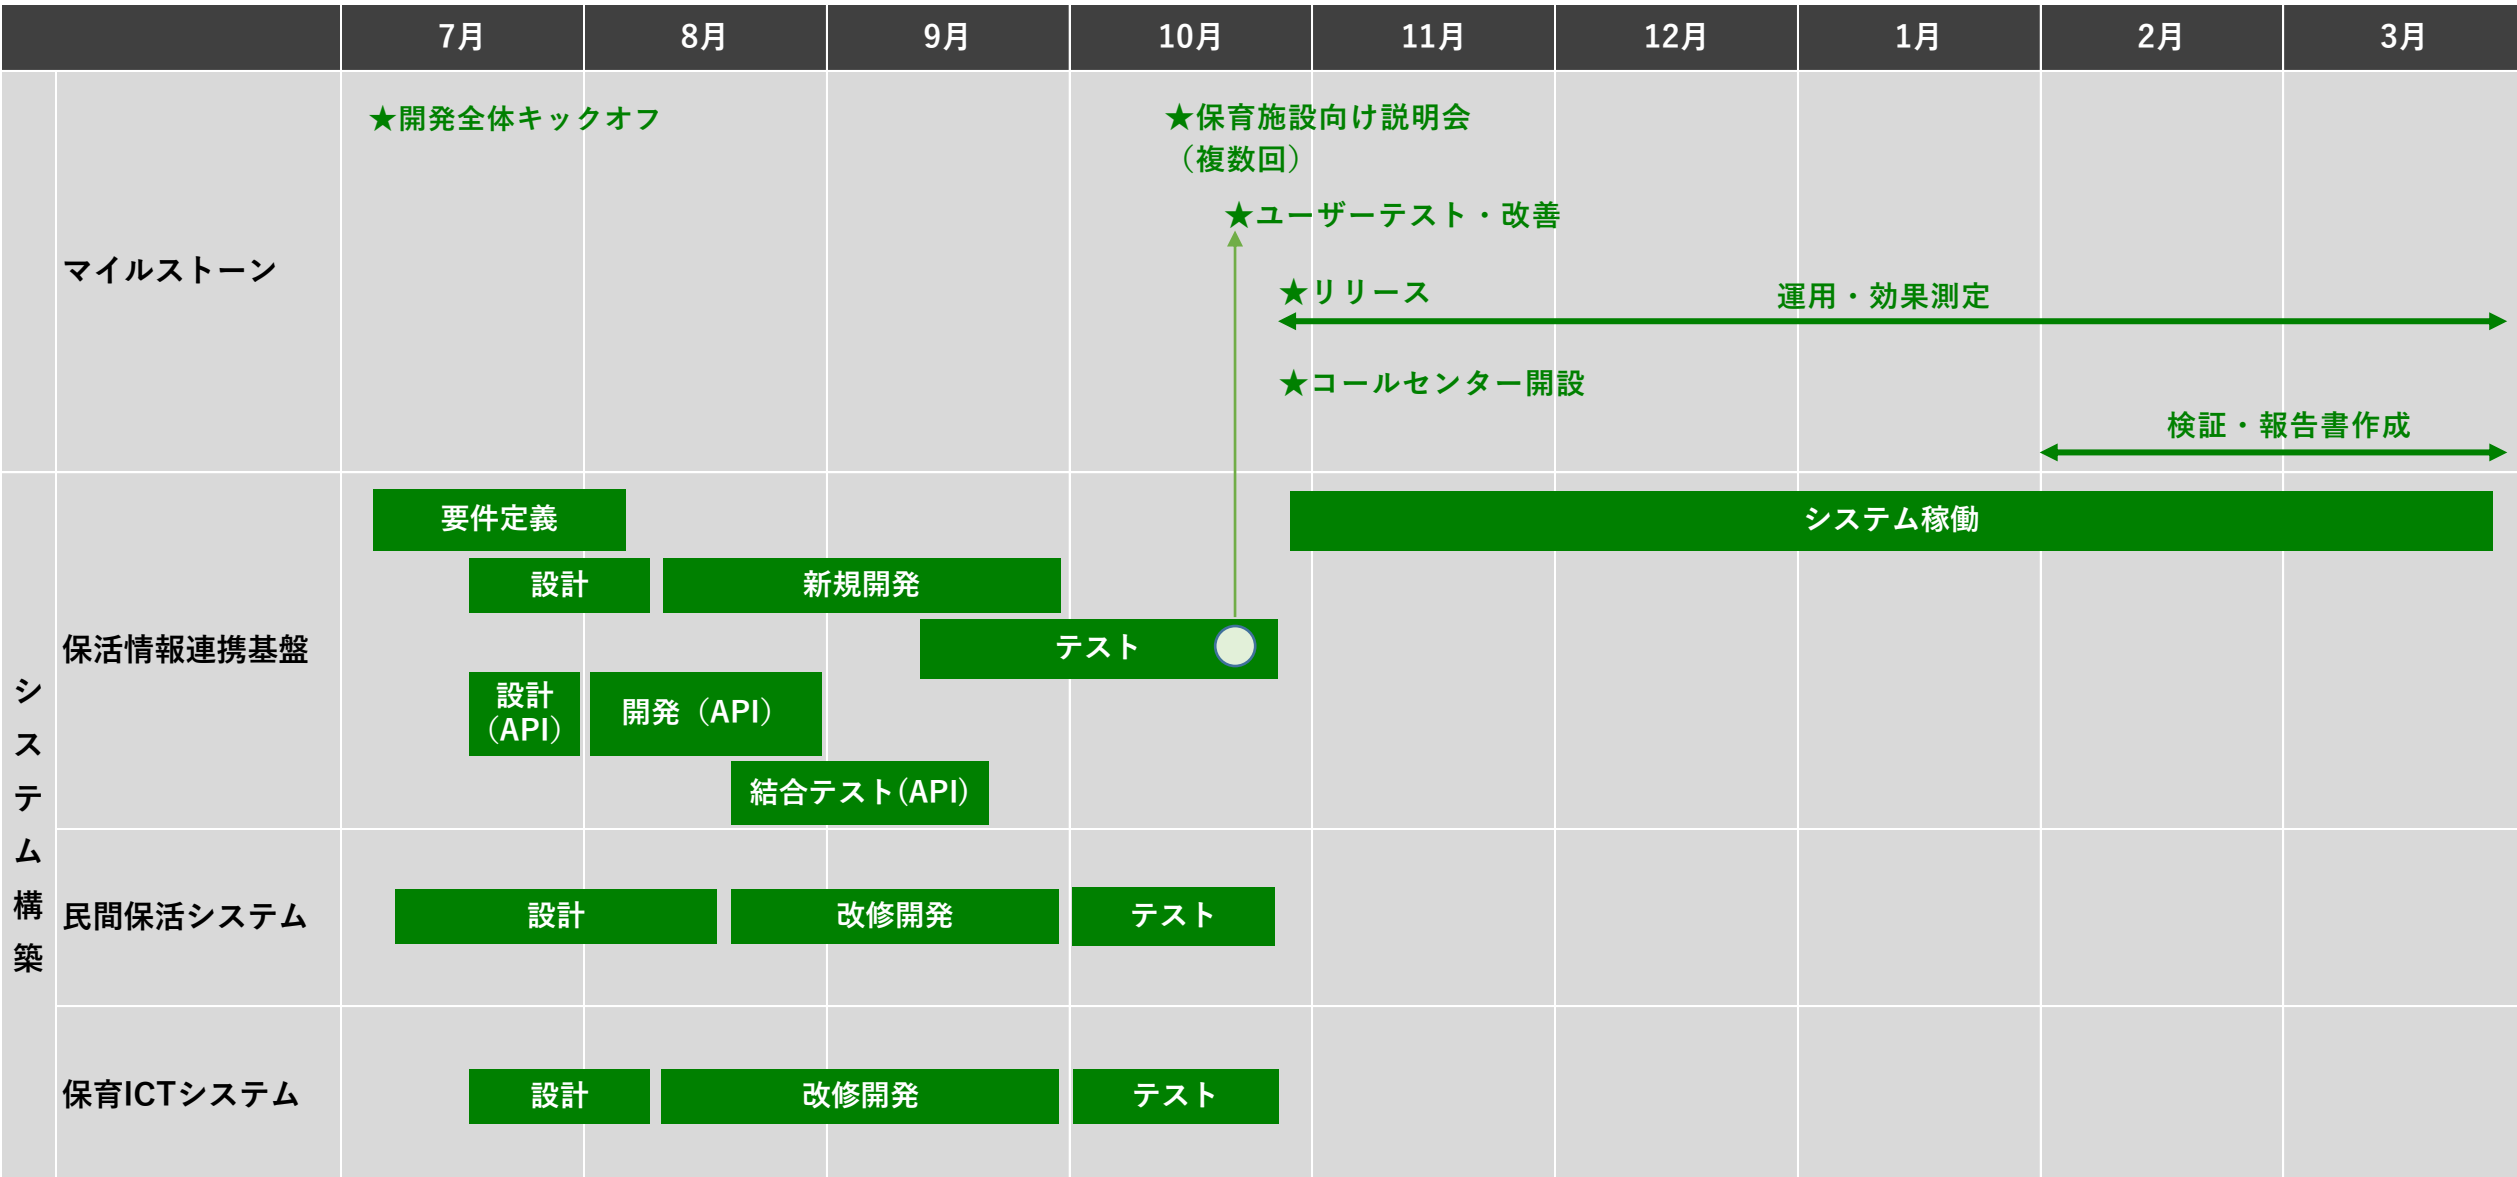 7月
8月
9月
10月
11月
12月
1月
2月
3月
マイルストーン
★開発全体キックオフ
★保育施設向け説明会
（複数回）
★ユーザーテスト・改善
★リリース
運用・効果測定
★コールセンター開設
検証・報告書作成
システム構築
保活情報連携基盤
要件定義
システム稼働
設計
新規開発
テスト
設計
（API）
開発（API）
結合テスト(API)
民間保活システム
設計
改修開発
テスト
保育ICTシステム
設計
改修開発
テスト